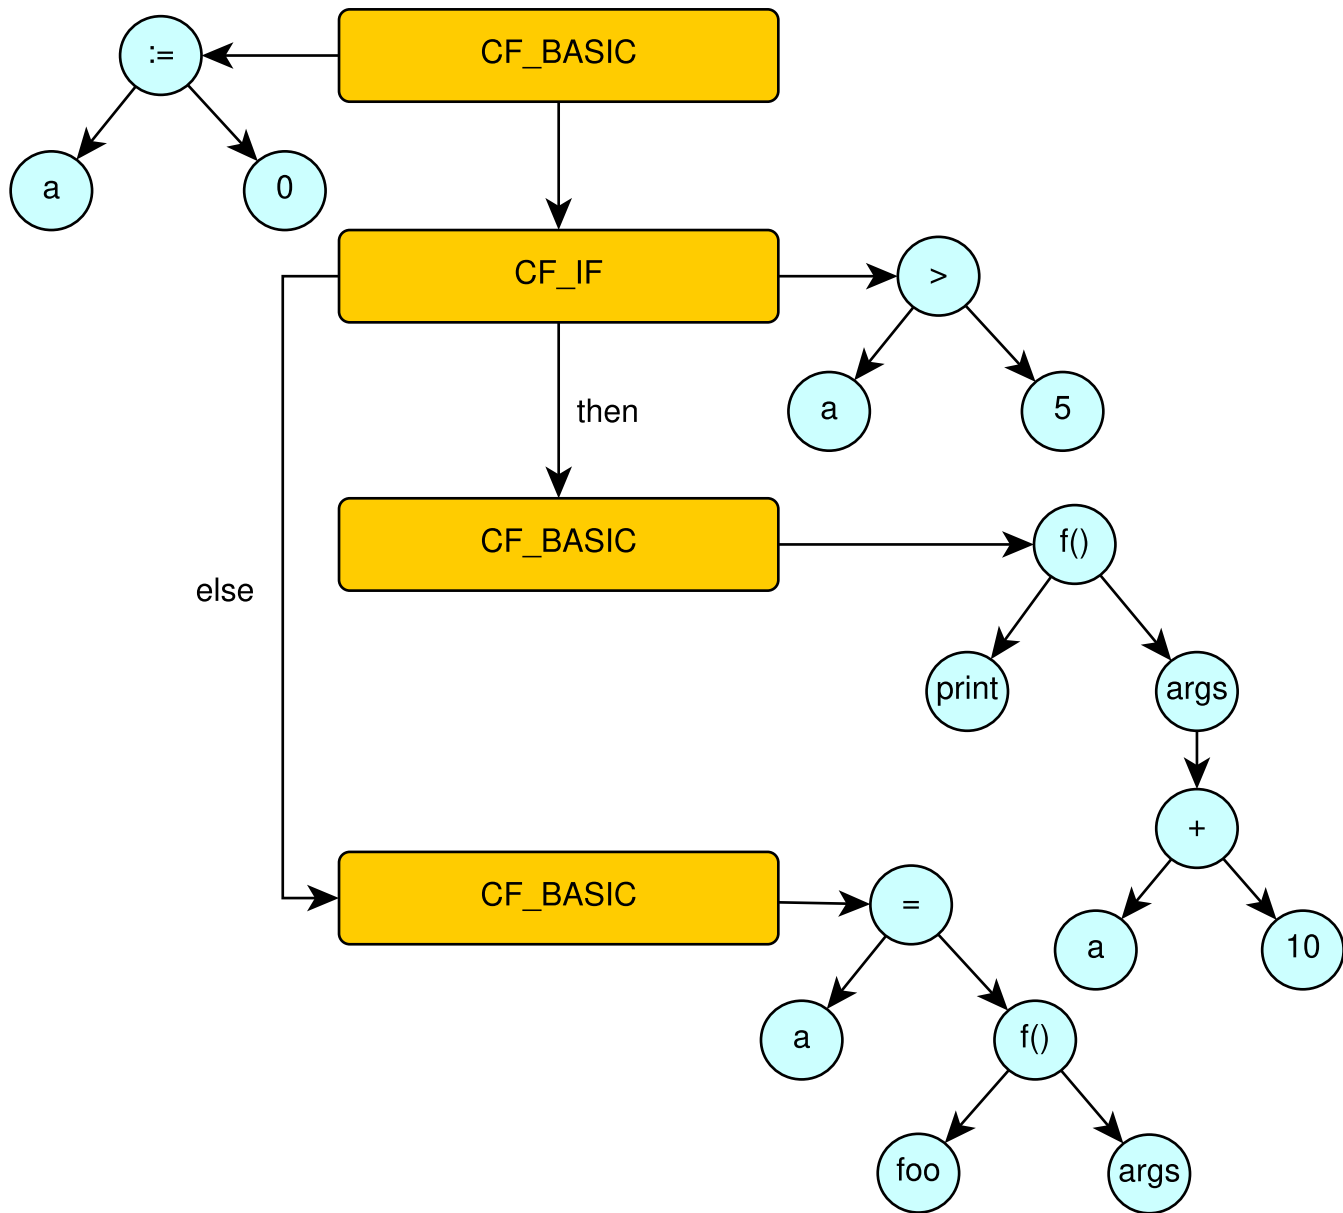 :=
CF_BASIC
a
0
CF_IF
>
then
a
5
CF_BASIC
f()
else
print
args
+
CF_BASIC
=
a
10
a
f()
foo
args